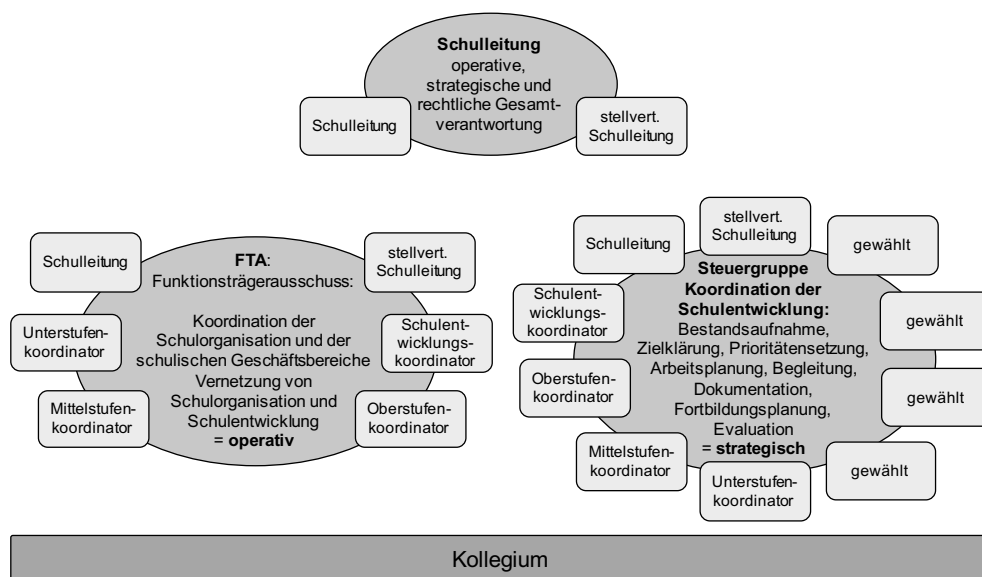 Schulleitung
operative,
strategische und
rechtliche Gesamt-
verantwortung
Schulleitung
stellvert.
Schulleitung
FTA:
Funktionsträgerausschuss:
Koordination der
Schulorganisation und der
schulischen Geschäftsbereiche
Vernetzung von
Schulorganisation und
Schulentwicklung
= operativ
Schulleitung
stellvert.
Schulleitung
Unterstufen-
koordinator
Schulent-
wicklungs-
koordinator
Mittelstufen-
koordinator
Oberstufen-
koordinator
Steuergruppe
Koordination der
Schulentwicklung:
Bestandsaufnahme,
Zielklärung, Prioritätensetzung,
Arbeitsplanung, Begleitung,
Dokumentation,
Fortbildungsplanung,
Evaluation
= strategisch
Schulleitung
stellvert.
Schulleitung
gewählt
Schulent-
wicklungs-
koordinator
gewählt
Oberstufen-
koordinator
gewählt
Mittelstufen-
koordinator
Unterstufen-
koordinator
gewählt
Kollegium